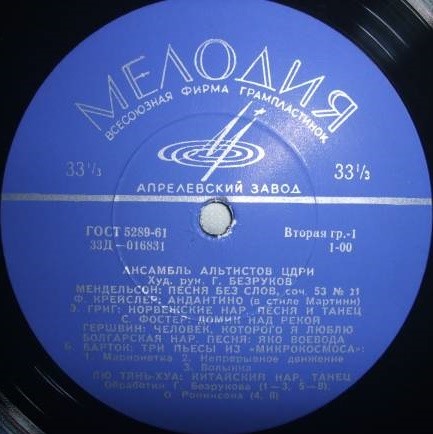 МЕЛОДИЯ
ВСЕСОЮЗНАЯ ФИРМА ГРАМПЛАСТИНОК
33 1/3 33 1/3
АПРЕЛЕВСКИЙ ЗАВОД
ГОСТ 5289-61 Вторая гр.-1
33Д—016831 1-00
АНСАМБЛЬ АЛЬТИСТОВ ЦДРИ
Худ. рук. Г. БЕЗРУКОВ
МЕНДЕЛЬСОН: ПЕСНЯ БЕЗ СЛОВ, соч. 53 № 21
Ф. КРЕЙСЛЕР: АНДАНТИНО (в стиле Мартини)
Э. ГРИГ: НОРВЕЖСКИЕ НАР. ПЕСНЯ И ТАНЕЦ
С. ФОСТЕР: ДОМИК НАД РЕКОЙ
ГЕРШВИН: ЧЕЛОВЕК, КОТОРОГО Я ЛЮБЛЮ
БОЛГАРСКАЯ НАР. ПЕСНЯ: ЯКО ВОЕВОДА
Б. БАРТОК: ТРИ ПЬЕСЫ ИЗ «МИКРОКОСМОСА»:
1. Марионетка 2. Непрерывное движение
3. Волынка
ЛЮ ТЯНЬ-ХУА: КИТАЙСКИЙ НАР. ТАНЕЦ
Обработки Г. Безрукова (1—3, 5—8),
(4, 8)